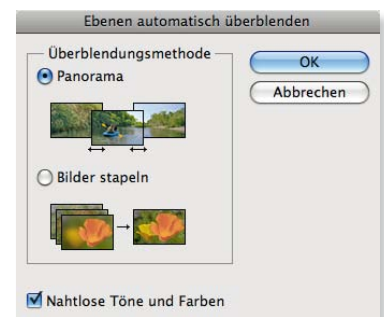 Ebenen automatisch überblenden
Überblendungsmethode
Panorama
Bilder stapeln
Nahtlose Töne und Farben
OK
Abbrechen